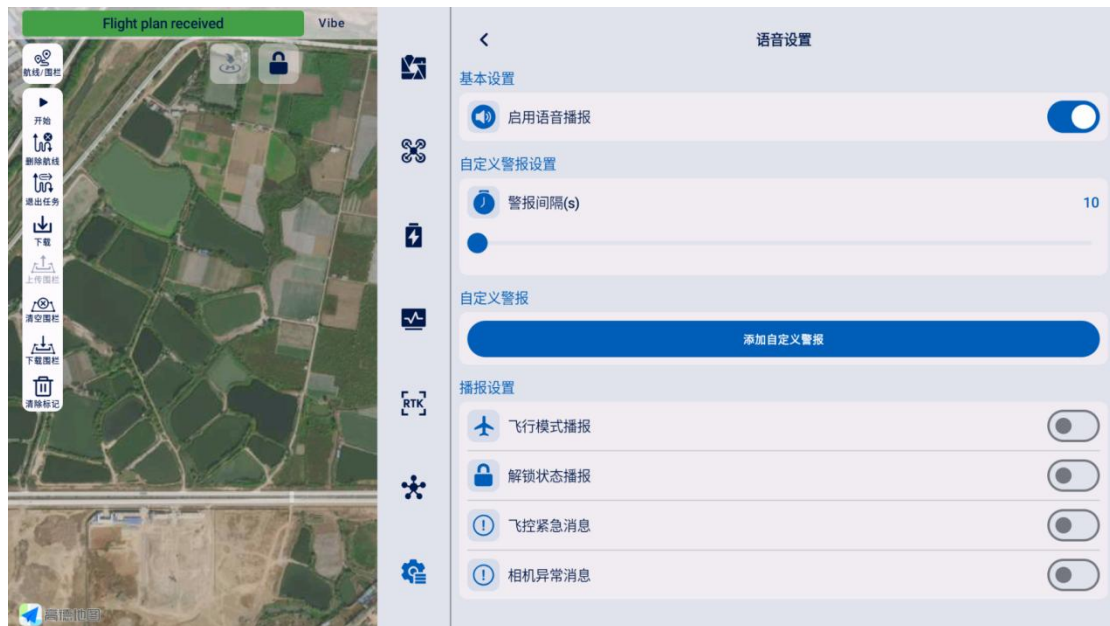 Flight plan received
Vibe
航线/围栏
开始
删除航线
退出任务
下载
上传围栏
清空围栏
下载围栏
清除标记
高德地图
RTK
语音设置
基本设置
启用语音播报
自定义警报设置
警报间隔(s)
10
自定义警报
添加自定义警报
播报设置
飞行模式播报
解锁状态播报
飞控紧急消息
相机异常消息